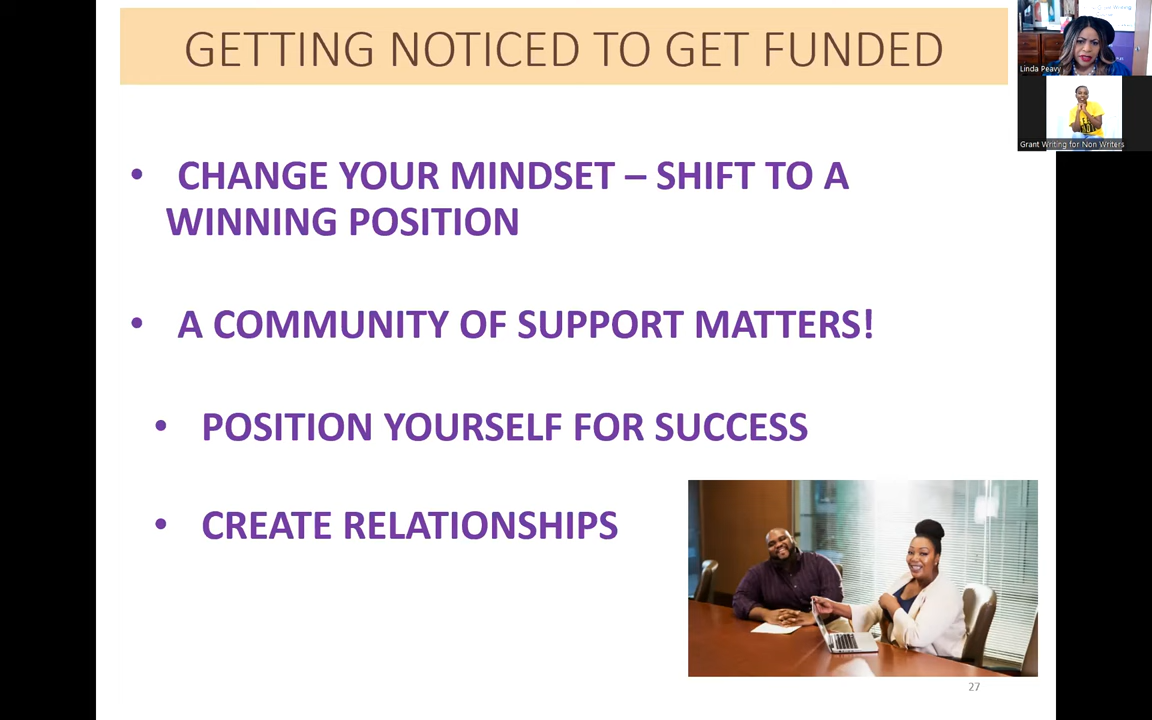 GETTING NOTICED TO GET FUNDED
Linda Peavy
Grant Writing for Non Writers
• CHANGE YOUR MINDSET – SHIFT TO A
WINNING POSITION
• A COMMUNITY OF SUPPORT MATTERS!
• POSITION YOURSELF FOR SUCCESS
• CREATE RELATIONSHIPS
27